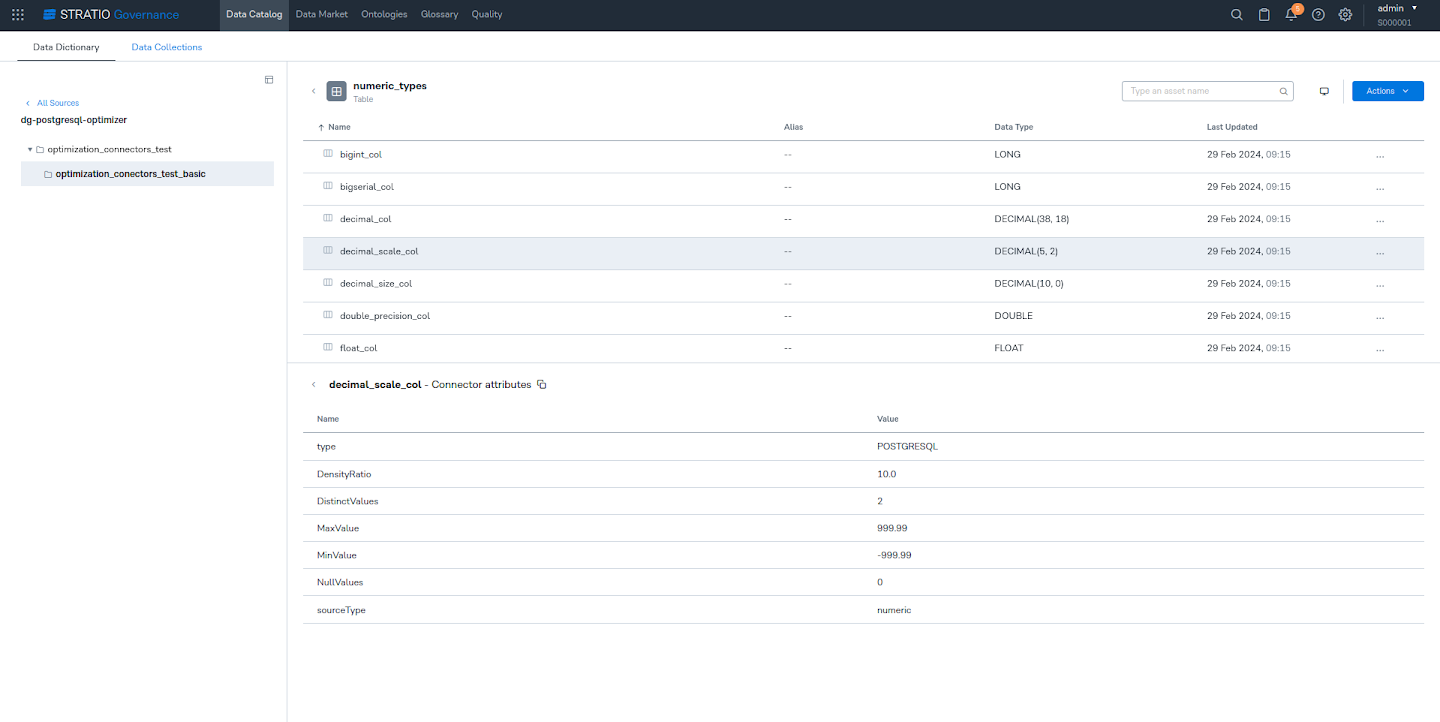 STRATIO Governance
Data Catalog
Data Market
Ontologies
Glossary
Quality
5
admin
S000001
Data Dictionary
Data Collections
All Sources
dg-postgresql-optimizer
optimization_connectors_test
optimization_conectors_test_basic
numeric_types
Table
Type an asset name
Actions
Name Alias Data Type Last Updated
bigint_col -- LONG 29 Feb 2024, 09:15 ...
bigserial_col -- LONG 29 Feb 2024, 09:15 ...
decimal_col -- DECIMAL(38, 18) 29 Feb 2024, 09:15 ...
decimal_scale_col -- DECIMAL(5, 2) 29 Feb 2024, 09:15 ...
decimal_size_col -- DECIMAL(10, 0) 29 Feb 2024, 09:15 ...
double_precision_col -- DOUBLE 29 Feb 2024, 09:15 ...
float_col -- FLOAT 29 Feb 2024, 09:15 ...
decimal_scale_col - Connector attributes
Name Value
type POSTGRESQL
DensityRatio 10.0
DistinctValues 2
MaxValue 999.99
MinValue -999.99
NullValues 0
sourceType numeric